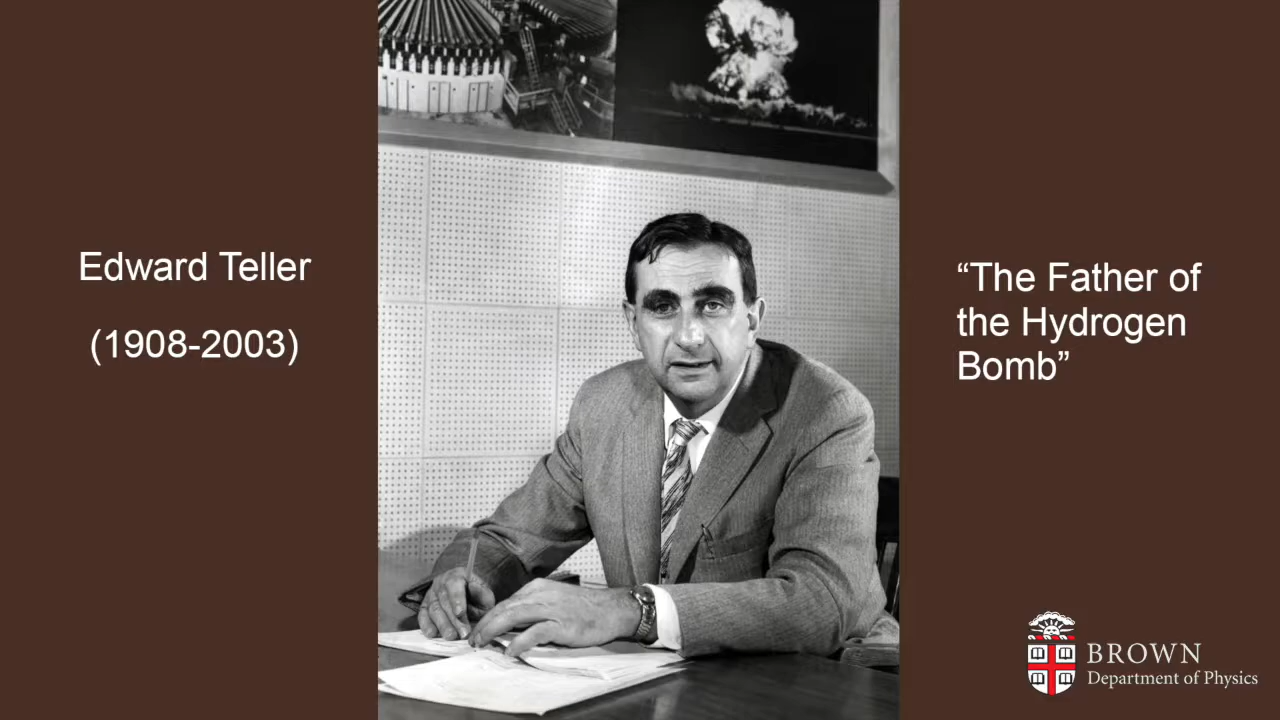 Edward Teller
(1908-2003)
“The Father of
the Hydrogen
Bomb”
BROWN
Department of Physics